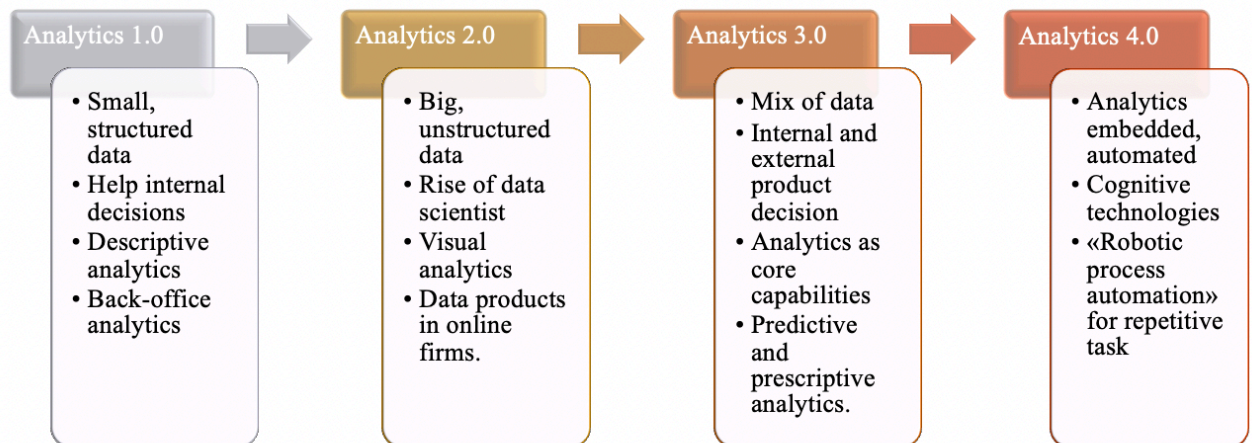 Analytics 1.0
• Small,
structured
data
• Help internal
decisions
• Descriptive
analytics
• Back-office
analytics
Analytics 2.0
• Big,
unstructured
data
• Rise of data
scientist
• Visual
analytics
• Data products
in online
firms.
Analytics 3.0
• Mix of data
• Internal and
external
product
decision
• Analytics as
core
capabilities
• Predictive
and
prescriptive
analytics.
Analytics 4.0
• Analytics
embedded,
automated
• Cognitive
technologies
• «Robotic
process
automation»
for repetitive
task